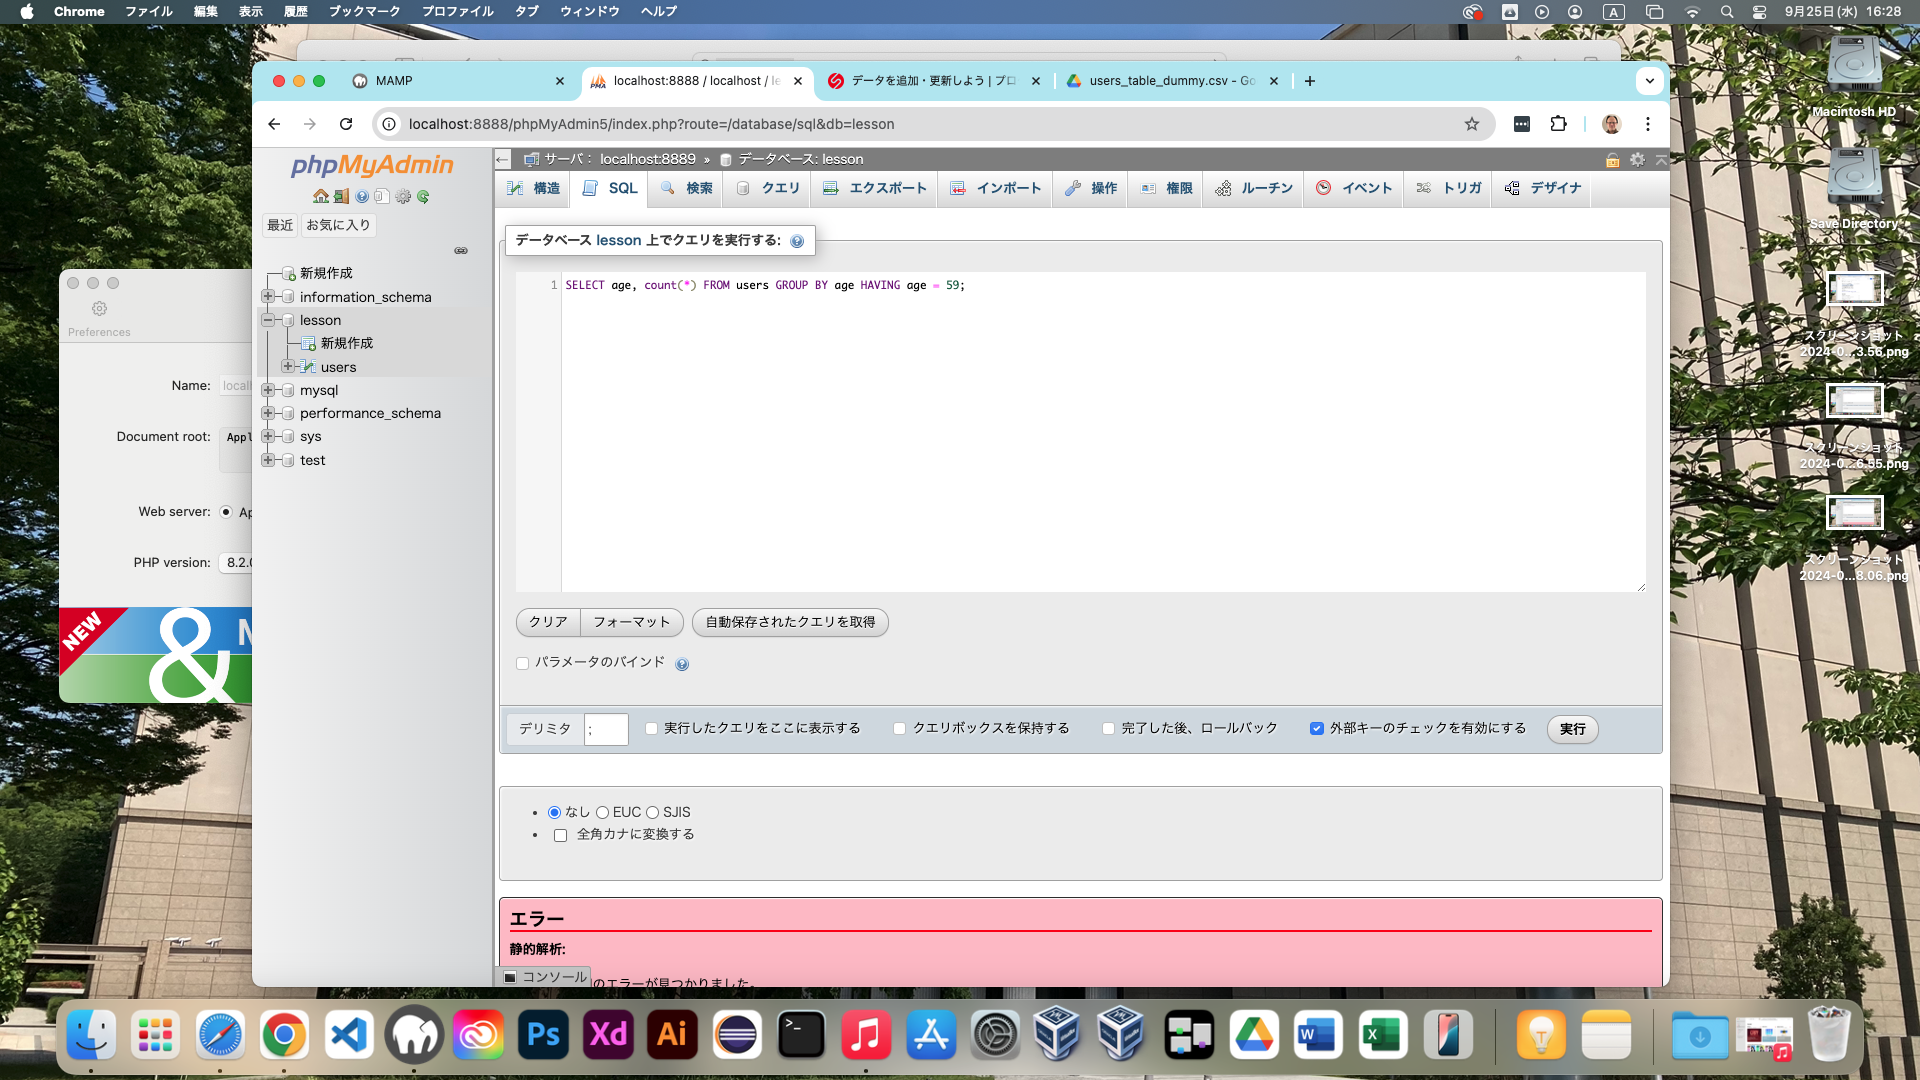 Chrome ファイル 編集 表示 履歴 ブックマーク プロファイル タブ ウィンドウ ヘルプ
A 9月25日(水) 16:28
MAMP
localhost:8888 / localhost / le
データを追加・更新しよう | プロ
users_table_dummy.csv - Go
localhost:8888/phpMyAdmin5/index.php?route=/database/sql&db=lesson
phpMyAdmin
最近 お気に入り
新規作成
information_schema
lesson
新規作成
users
mysql
performance_schema
sys
test
サーバ： localhost:8889 » データベース: lesson
構造 SQL 検索 クエリ エクスポート インポート 操作 権限 ルーチン イベント トリガ デザイナ
データベース lesson 上でクエリを実行する:
1 SELECT age, count(*) FROM users GROUP BY age HAVING age = 59;
クリア フォーマット 自動保存されたクエリを取得
パラメータのバインド
デリミタ ; 実行したクエリをここに表示する クエリボックスを保持する 完了した後、ロールバック 外部キーのチェックを有効にする 実行
なし EUC SJIS
全角カナに変換する
エラー
静的解析:
のエラーが見つかりました。
コンソール
Preferences
Name: local
Document root: Appl
Web server: Ap
PHP version: 8.2.0
NEW
& M
Macintosh HD
"Save Directory"
スクリーンショット
2024-0...3.56.png
スクリーンショット
2024-0...6.55.png
スクリーンショット
2024-0...8.06.png
Ps Xd Ai W X